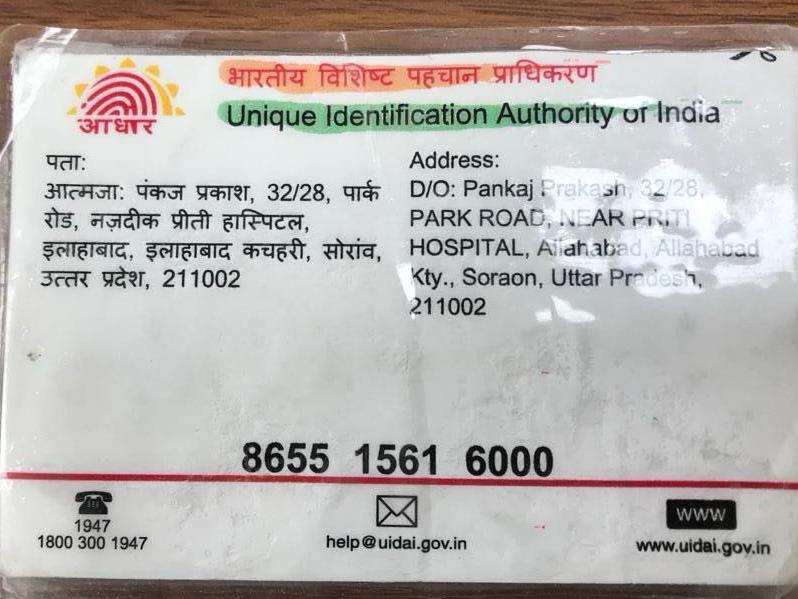 भारतीय विशिष्ट पहचान प्राधिकरण
Unique Identification Authority of India
आधार
पता:
आत्मजा: पंकज प्रकाश, 32/28, पार्क
रोड, नज़दीक प्रीती हास्पिटल,
इलाहाबाद, इलाहाबाद कचहरी, सोरांव,
उत्तर प्रदेश, 211002
Address:
D/O: Pankaj Prakash, 32/28,
PARK ROAD, NEAR PRITI
HOSPITAL, Allahabad, Allahabad
Kty., Soraon, Uttar Pradesh,
211002
8655 1561 6000
1947
1800 300 1947
help@uidai.gov.in
www
www.uidai.gov.in